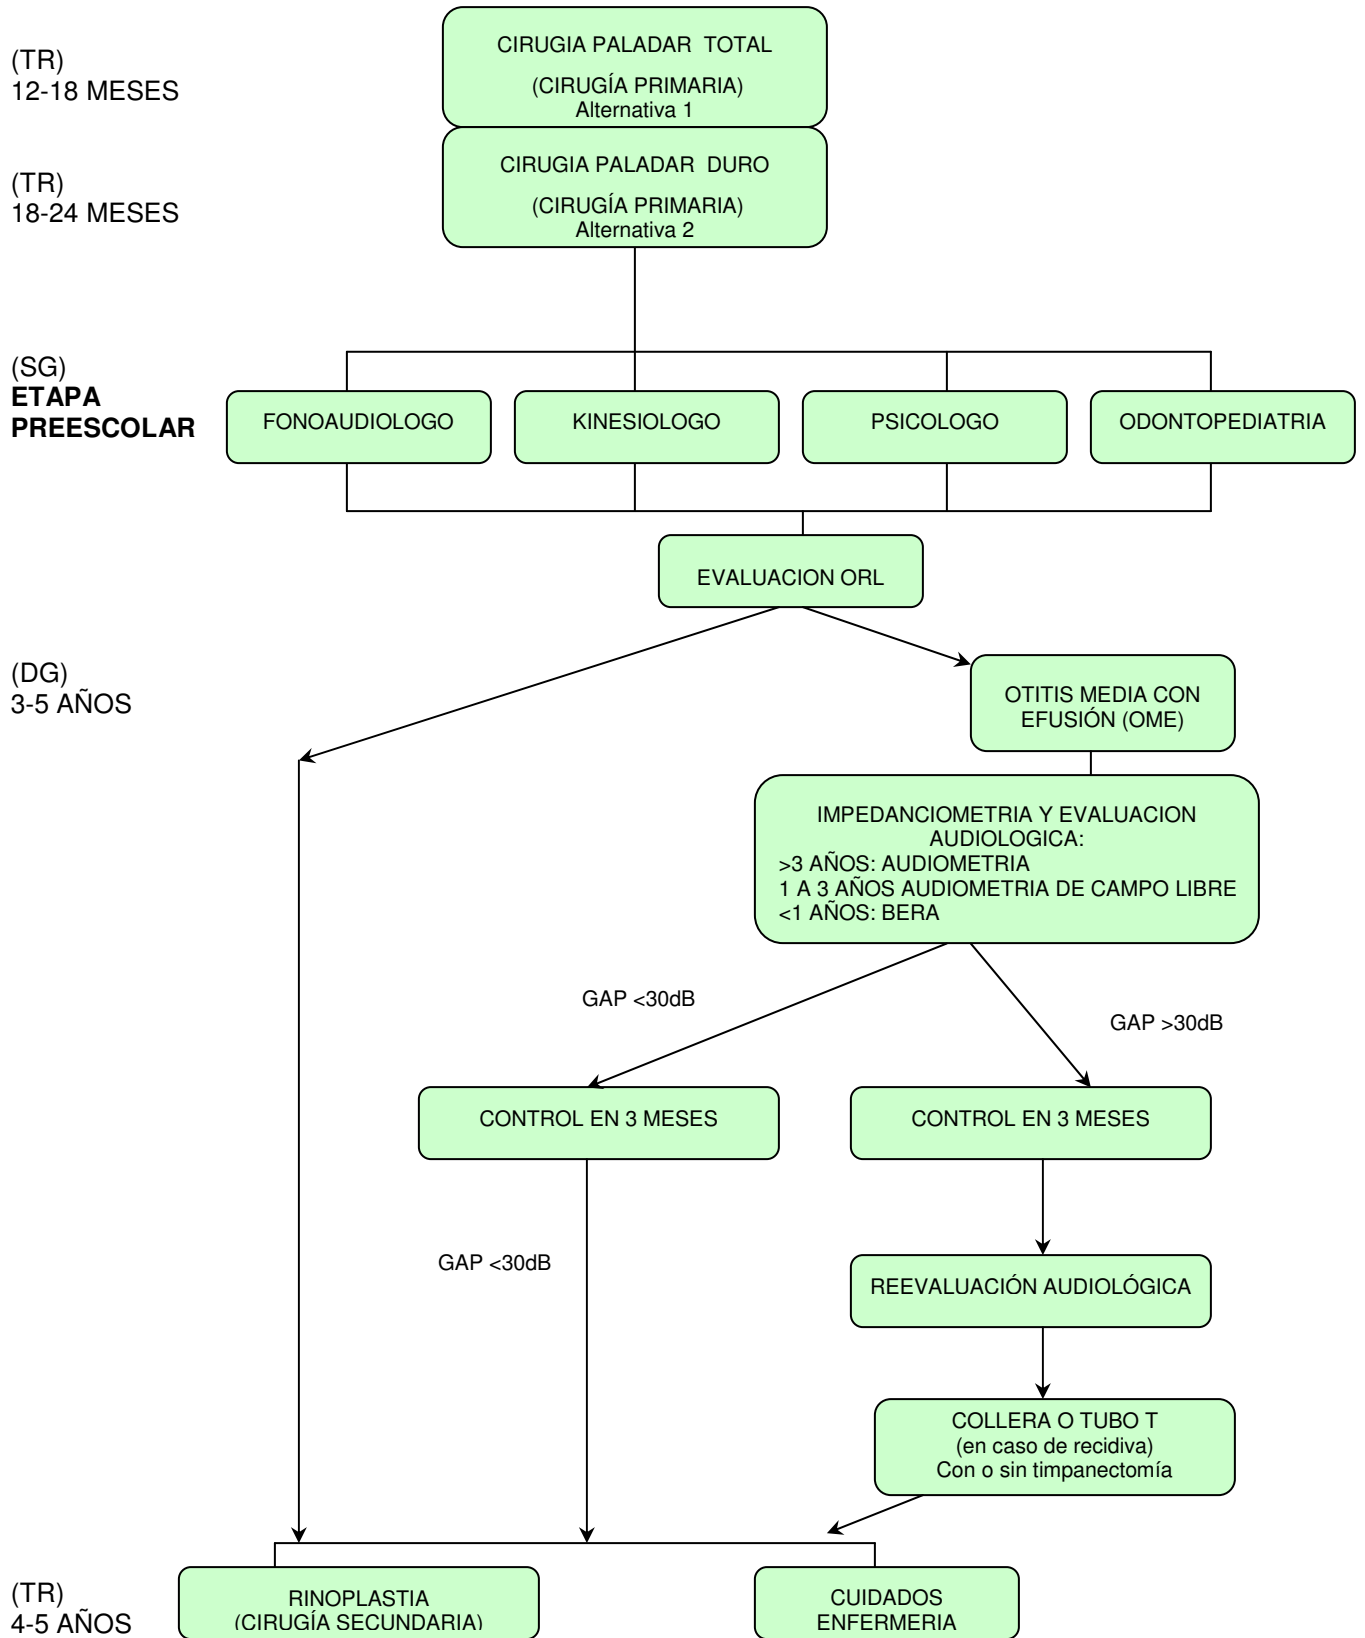 (TR)
12-18 MESES
CIRUGIA PALADAR TOTAL
(CIRUGÍA PRIMARIA)
Alternativa 1
(TR)
18-24 MESES
CIRUGIA PALADAR DURO
(CIRUGÍA PRIMARIA)
Alternativa 2
(SG)
ETAPA
PREESCOLAR
FONOAUDIOLOGO
KINESIOLOGO
PSICOLOGO
ODONTOPEDIATRIA
EVALUACION ORL
(DG)
3-5 AÑOS
OTITIS MEDIA CON
EFUSIÓN (OME)
IMPEDANCIOMETRIA Y EVALUACION
AUDIOLOGICA:
>3 AÑOS: AUDIOMETRIA
1 A 3 AÑOS AUDIOMETRIA DE CAMPO LIBRE
<1 AÑOS: BERA
GAP <30dB
GAP >30dB
CONTROL EN 3 MESES
CONTROL EN 3 MESES
GAP <30dB
REEVALUACIÓN AUDIOLÓGICA
COLLERA O TUBO T
(en caso de recidiva)
Con o sin timpanectomía
(TR)
4-5 AÑOS
RINOPLASTIA
(CIRUGÍA SECUNDARIA)
CUIDADOS
ENFERMERIA